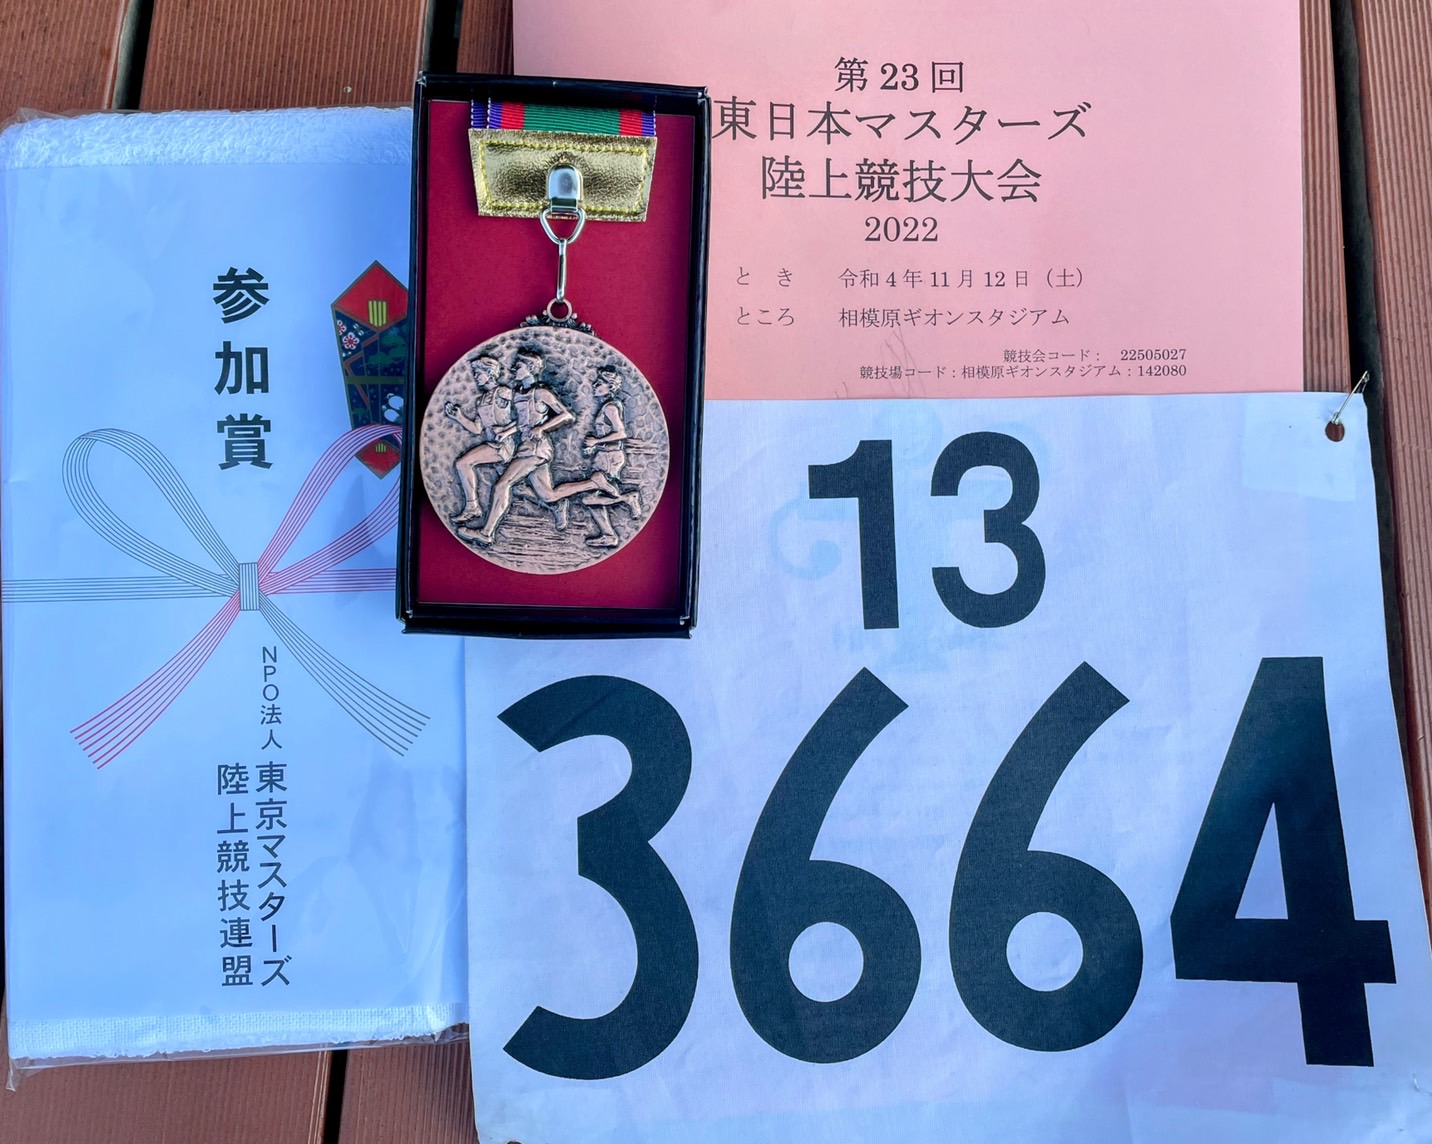 第23回
東日本マスターズ
陸上競技大会
2022
とき 令和4年11月12日（土）
ところ 相模原ギオンスタジアム
競技会コード： 22505027
競技場コード：相模原ギオンスタジアム：142080
参加賞
NPO法人 東京マスターズ
陸上競技連盟
13
3664